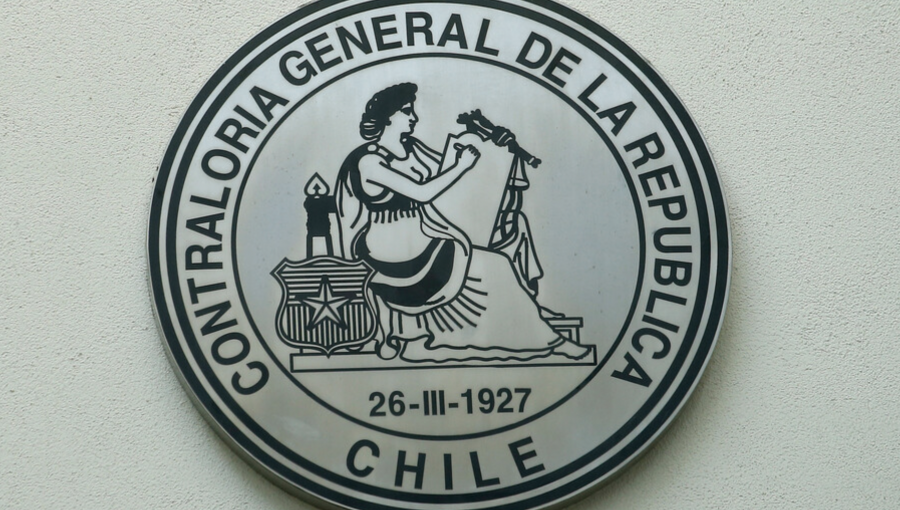 CONTRALORIA GENERAL DE LA REPUBLICA
26-III-1927
CHILE